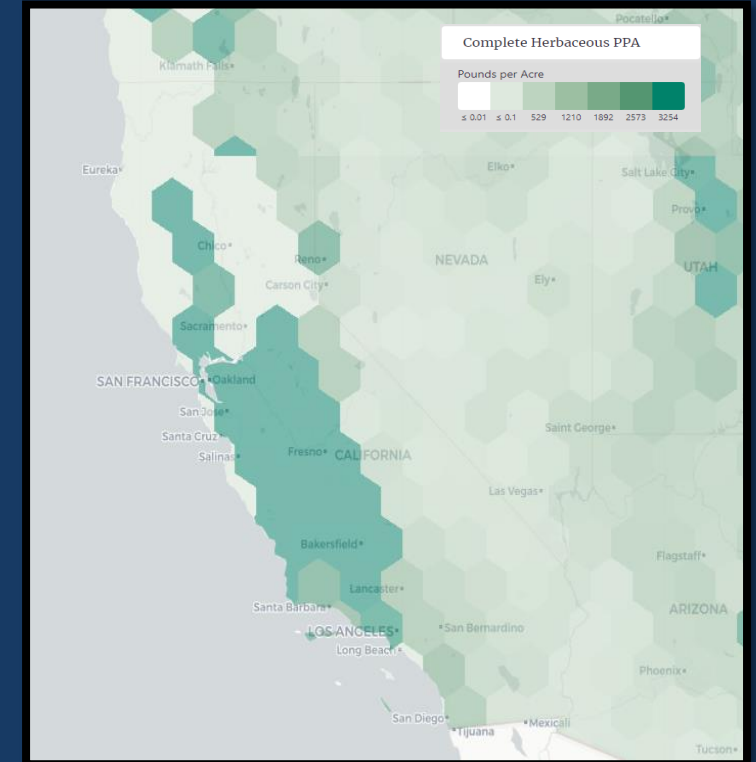 Pocatello
Complete Herbaceous PPA
Klamath Falls
Pounds per Acre
≤ 0.01 ≤ 0.1 529 1210 1892 2573 3254
Eureka
Elko
Salt Lake City
Provo
Chico
Reno
NEVADA
UTAH
Carson City
Ely
Sacramento
SAN FRANCISCO
Oakland
San Jose
Saint George
Santa Cruz
Salinas
Fresno
CALIFORNIA
Las Vegas
Bakersfield
Flagstaff
Lancaster
Santa Barbara
ARIZONA
LOS ANGELES
San Bernardino
Long Beach
Phoenix
San Diego
Mexicali
Tijuana
Tucson